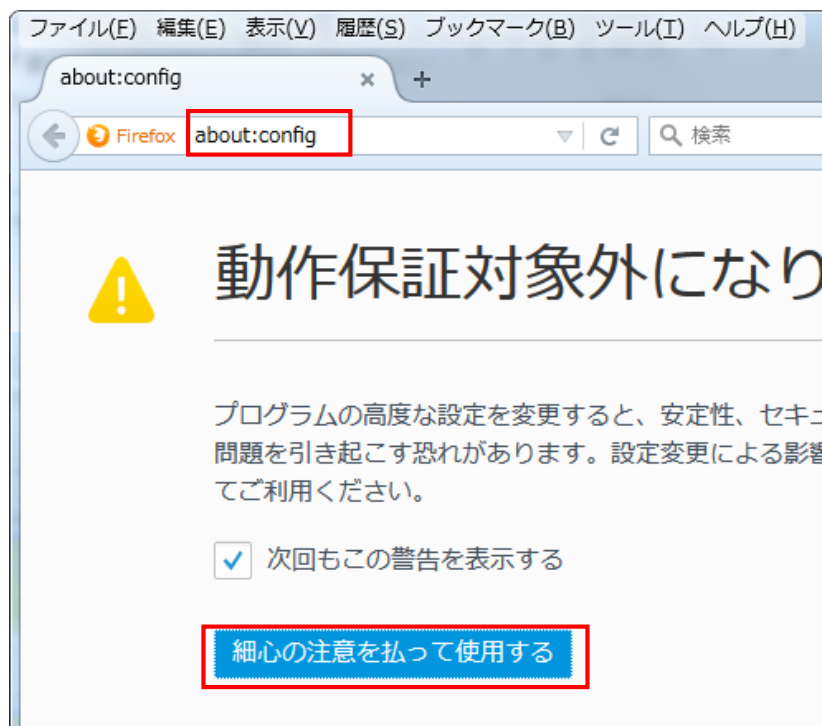 ファイル(F) 編集(E) 表示(V) 履歴(S) ブックマーク(B) ツール(T) ヘルプ(H)
about:config
Firefox about:config 検索
動作保証対象外になり
プログラムの高度な設定を変更すると、安定性、セキュ
問題を引き起こす恐れがあります。設定変更による影響
てご利用ください。
次回もこの警告を表示する
細心の注意を払って使用する